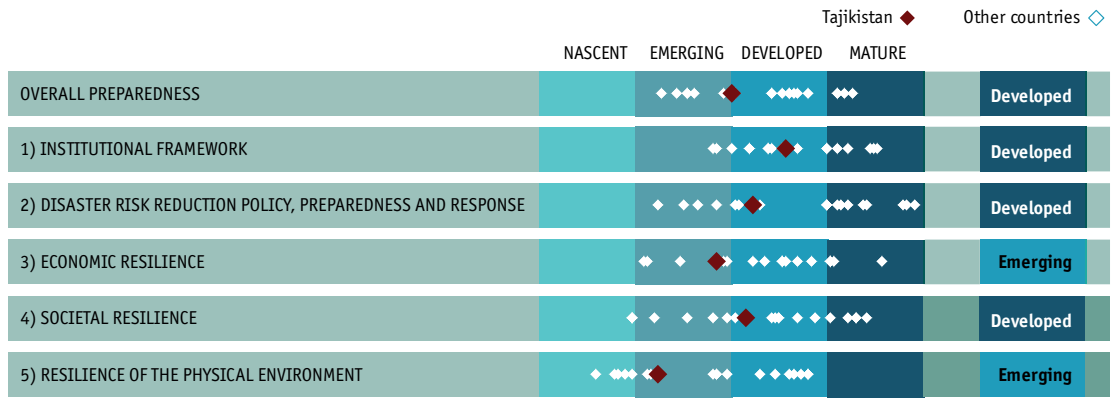 Tajikistan Other countries
NASCENT EMERGING DEVELOPED MATURE
OVERALL PREPAREDNESS Developed
1) INSTITUTIONAL FRAMEWORK Developed
2) DISASTER RISK REDUCTION POLICY, PREPAREDNESS AND RESPONSE Developed
3) ECONOMIC RESILIENCE Emerging
4) SOCIETAL RESILIENCE Developed
5) RESILIENCE OF THE PHYSICAL ENVIRONMENT Emerging